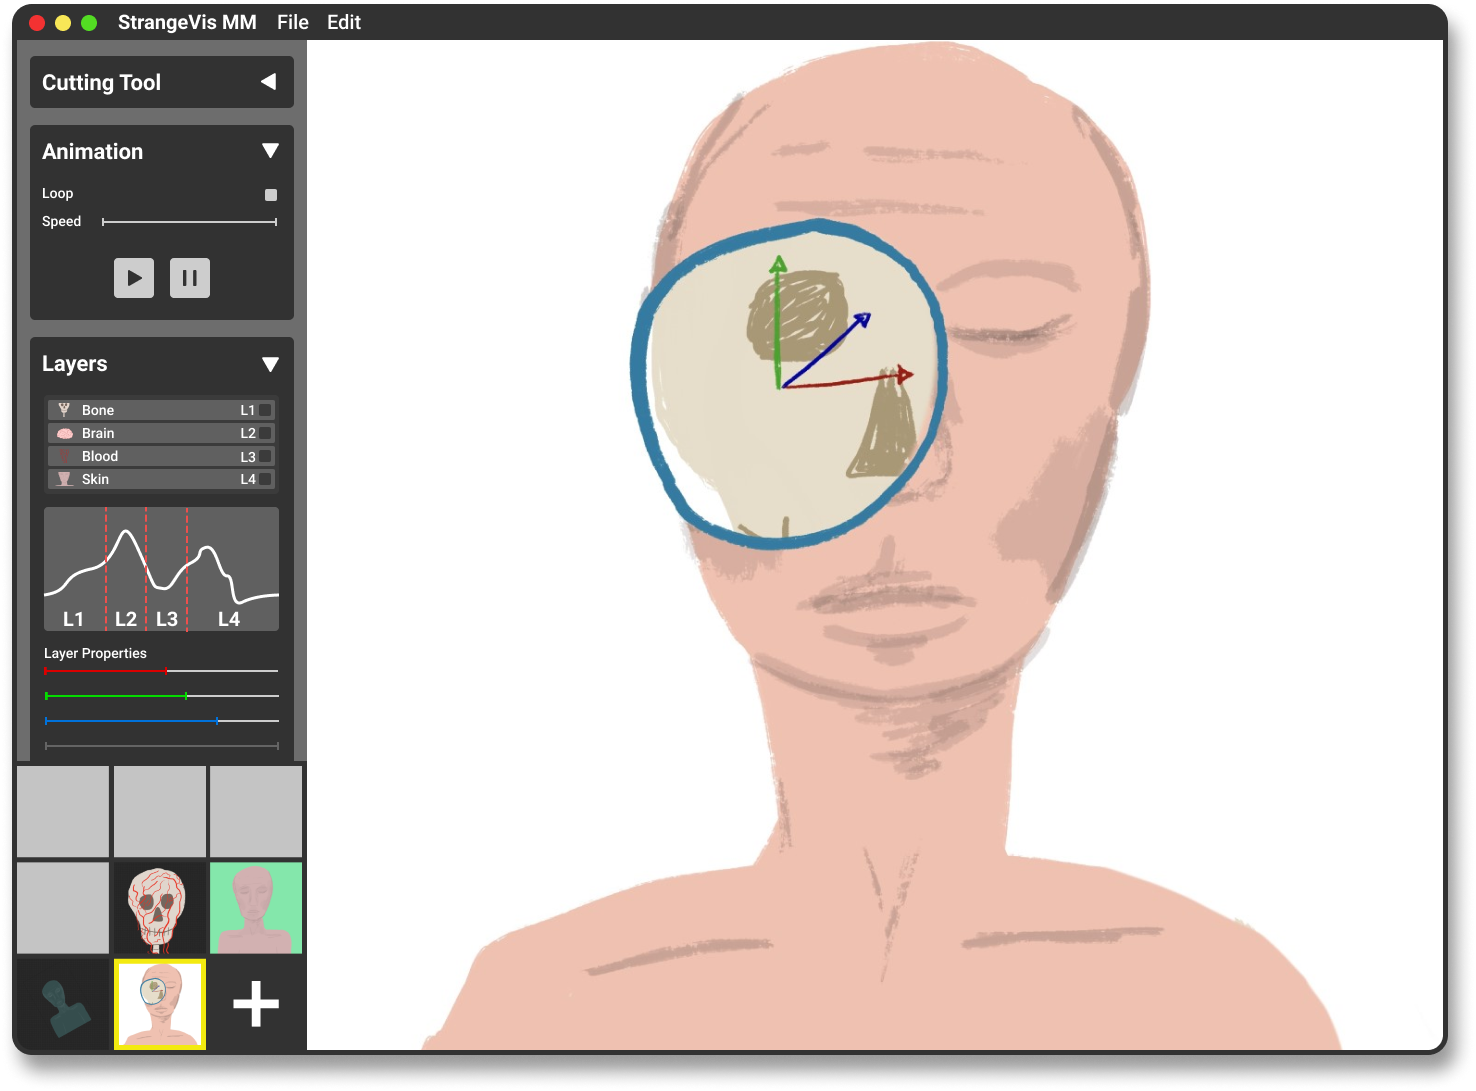 StrangeVis MM File Edit
Cutting Tool
Animation
Loop
Speed
Layers
Bone L1
Brain L2
Blood L3
Skin L4
L1 L2 L3 L4
Layer Properties